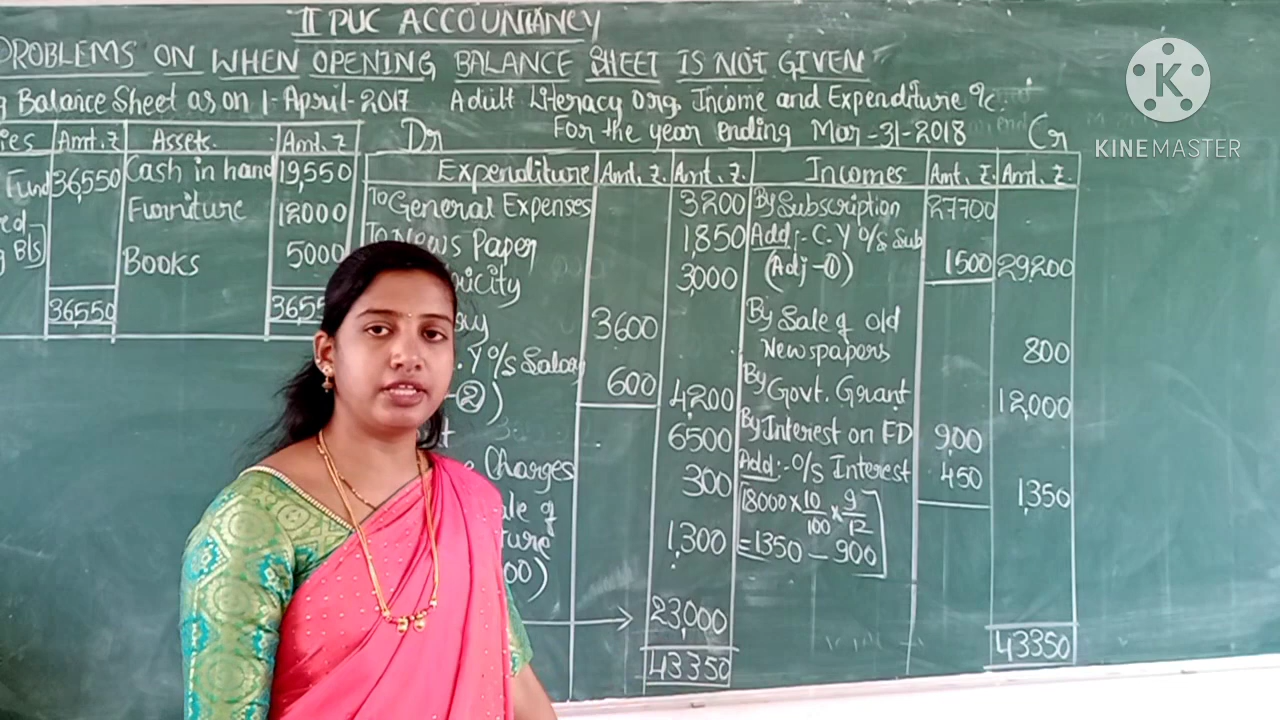 II PUC ACCOUNTANCY
PROBLEMS ON WHEN OPENING BALANCE SHEET IS NOT GIVEN
Balance Sheet as on 1-April-2017
Amt. ₹ Assets. Amt. ₹
Fund 36,550 Cash in hand 19,550
Furniture 12000
Books 5000
36,550
Adult Literacy Org. Income and Expenditure a/c.
Dr For the year ending Mar-31-2018 Cr
Expenditure Amt. ₹. Amt. ₹. Incomes Amt. ₹. Amt. ₹.
To General Expenses 3200 By Subscription 27700
To News Paper 1,850 Add:- C.Y O/s Sub
3,000 (Adj-①) 1500 29,200
3600 By Sale of Old
Newspapers 800
.Y O/s Salary 600 4,200 By Govt. Grant 12,000
6500 By Interest on FD 900
Charges 300 Add:- O/s Interest 450 1,350
18000 × 10/100 × 9/12
1,300 = 1350 - 900
23,000
43350 43350
KINEMASTER